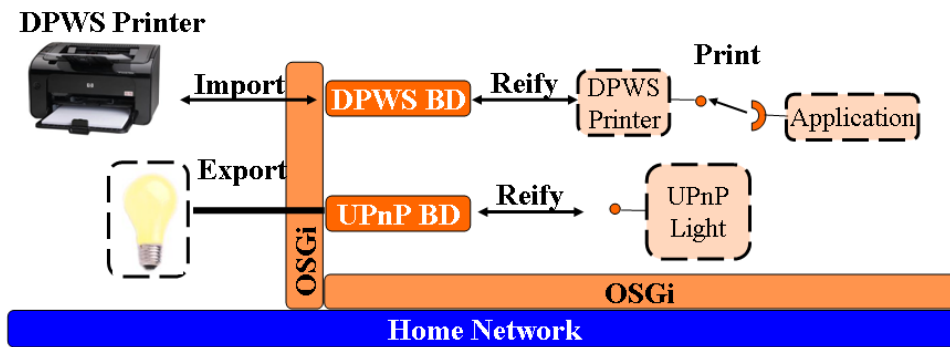 DPWS Printer
Print
Import
DPWS BD
Reify
DPWS
Printer
Application
Export
UPnP BD
Reify
UPnP
Light
OSGi
OSGi
Home Network